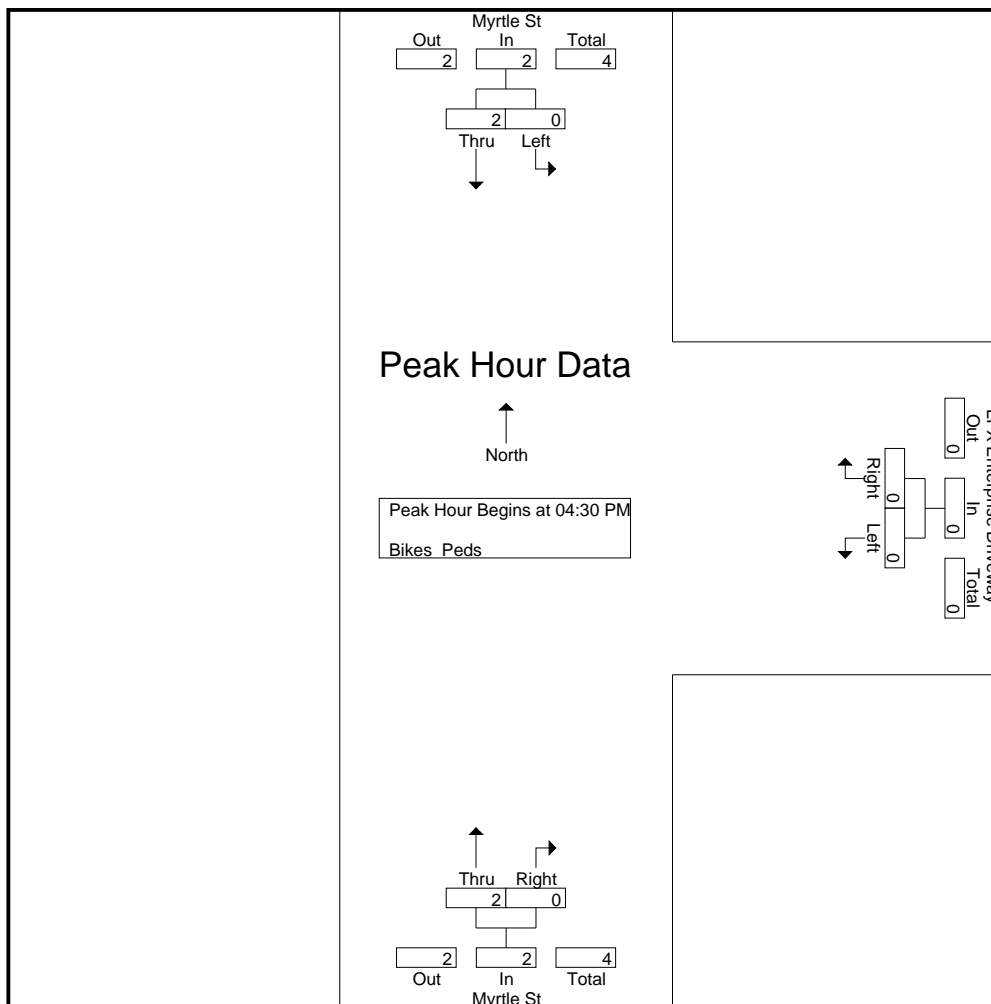 Myrtle St
Out In Total
2 2 4
2 0
Thru Left
Peak Hour Data
North
Peak Hour Begins at 04:30 PM
Bikes Peds
Out In Total
0 0 0
Right Left
0 0
Enterprise Driveway
Thru Right
2 0
2 2 4
Out In Total
Myrtle St